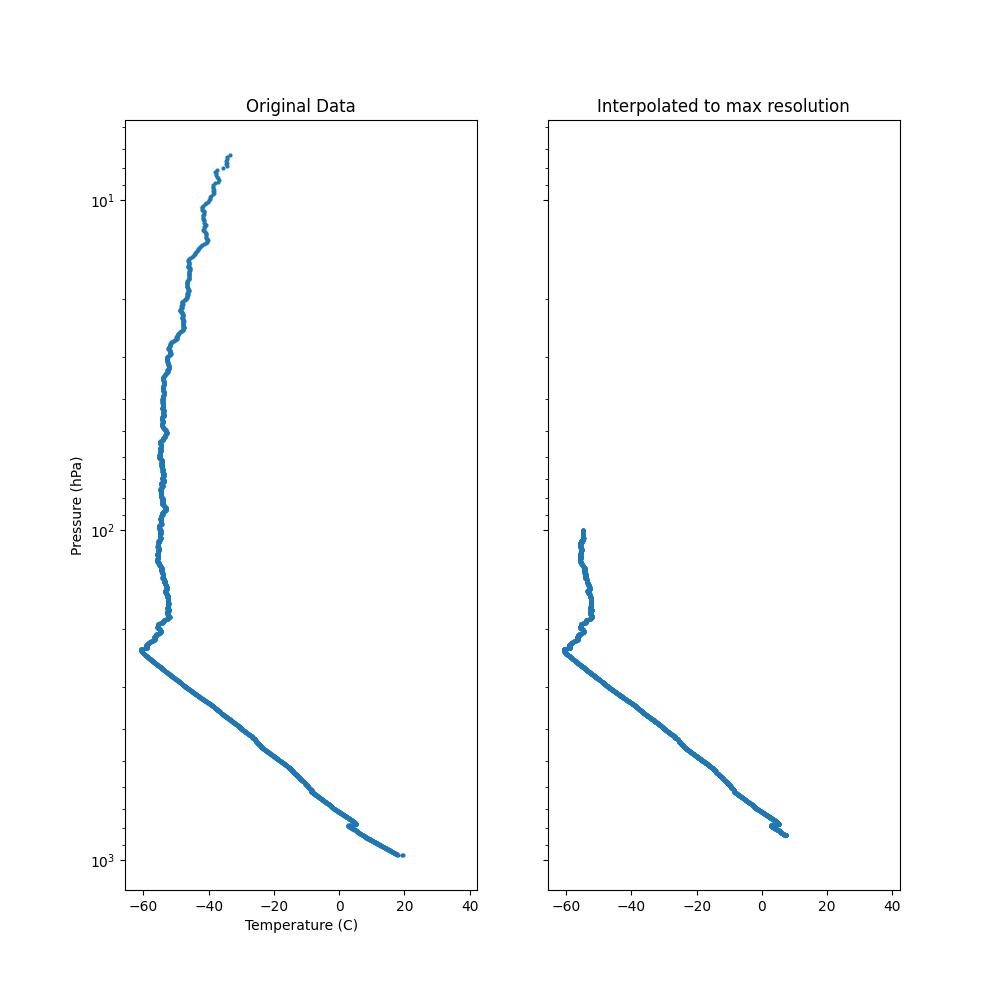 Original Data
Interpolated to max resolution
10¹
10²
10³
Pressure (hPa)
−60 −40 −20 0 20 40
−60 −40 −20 0 20 40
Temperature (C)